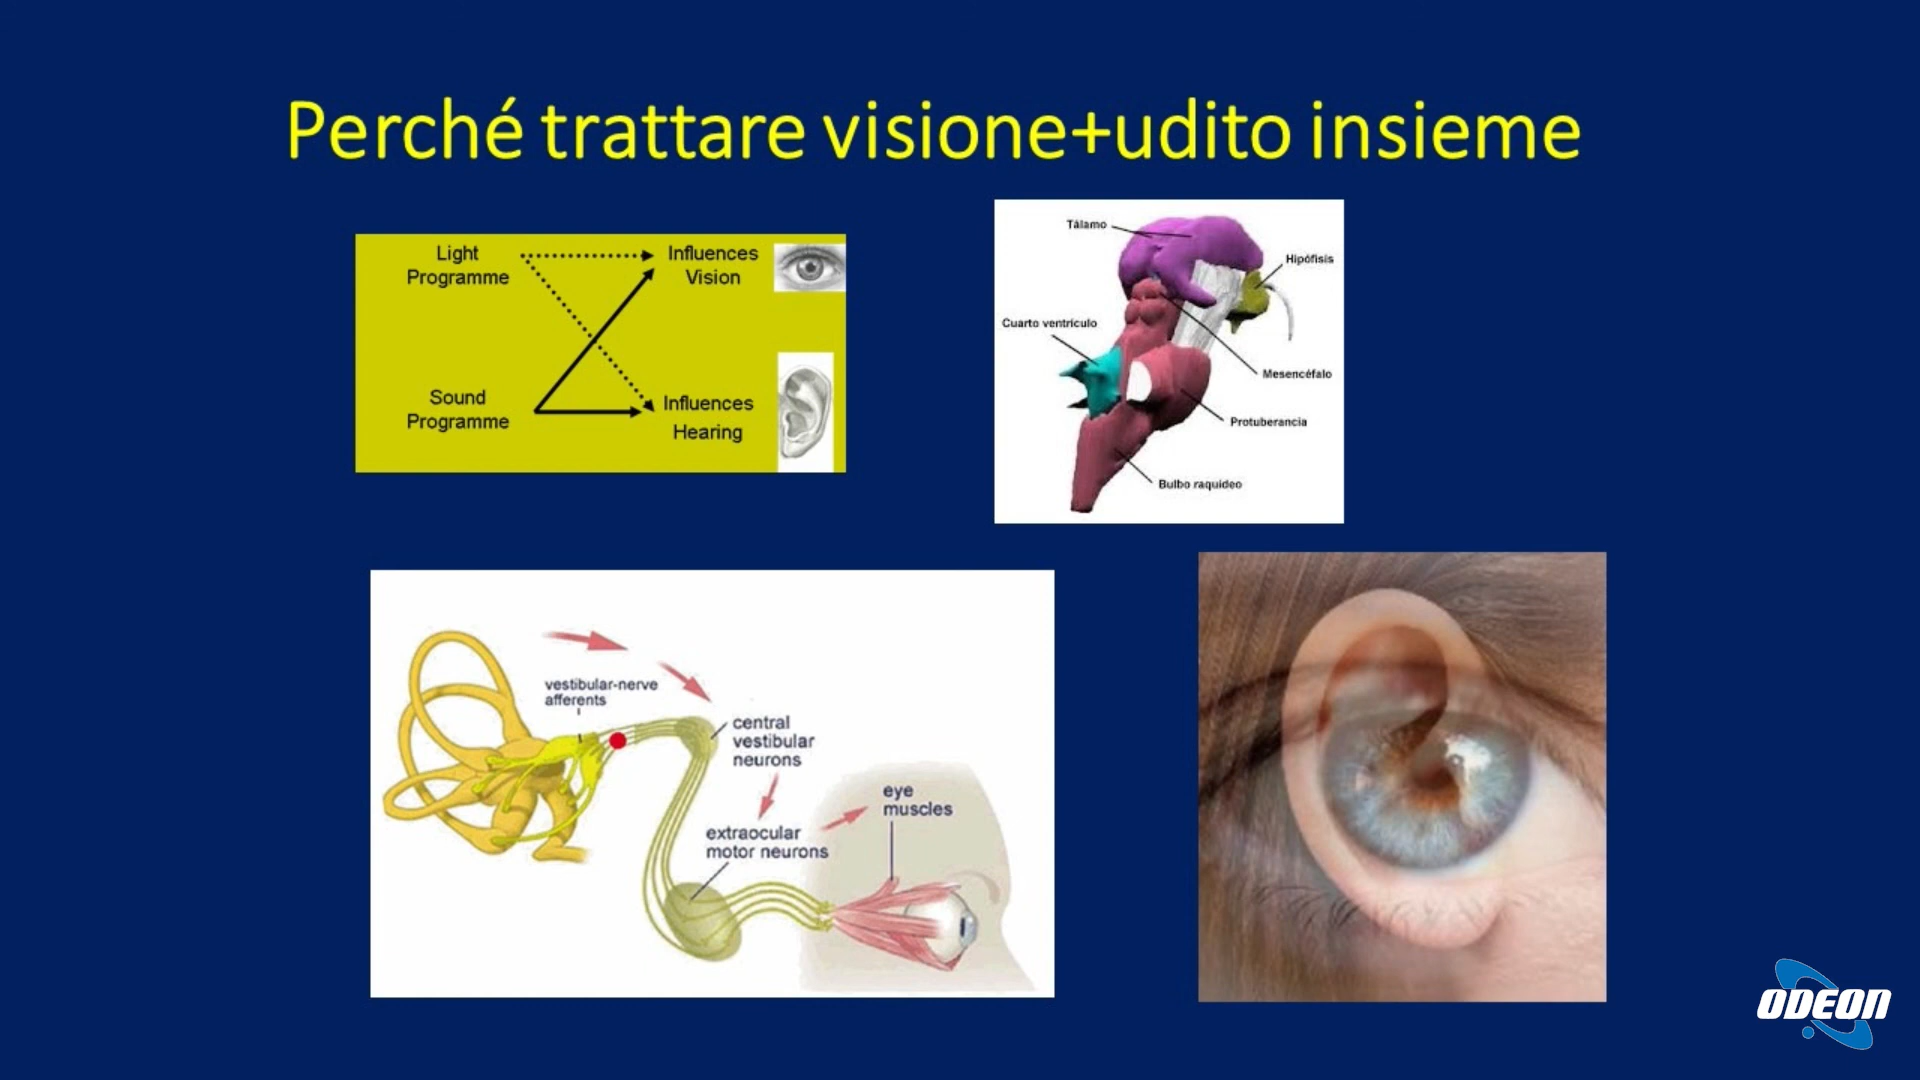 Perché trattare visione+udito insieme
Light
Programme
Influences
Vision
Sound
Programme
Influences
Hearing
Tálamo
Hipófisis
Cuarto ventrículo
Mesencéfalo
Protuberancia
Bulbo raquídeo
vestibular-nerve
afferents
central
vestibular
neurons
extraocular
motor neurons
eye
muscles
ODEON